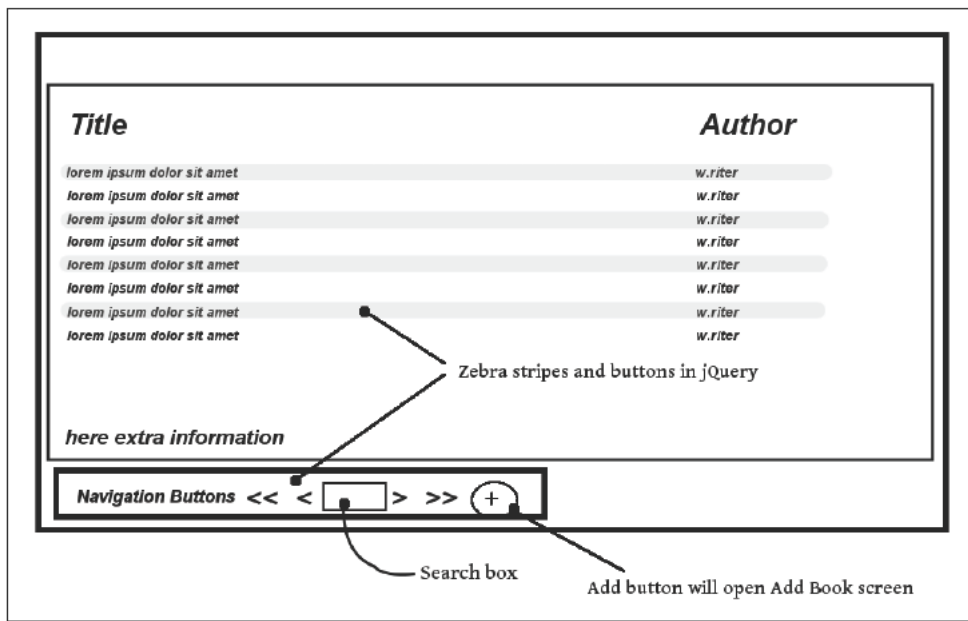 Title Author
lorem ipsum dolor sit amet w.riter
lorem ipsum dolor sit amet w.riter
lorem ipsum dolor sit amet w.riter
lorem ipsum dolor sit amet w.riter
lorem ipsum dolor sit amet w.riter
lorem ipsum dolor sit amet w.riter
lorem ipsum dolor sit amet w.riter
lorem ipsum dolor sit amet w.riter
Zebra stripes and buttons in jQuery
here extra information
Navigation Buttons << < > >> +
Search box
Add button will open Add Book screen